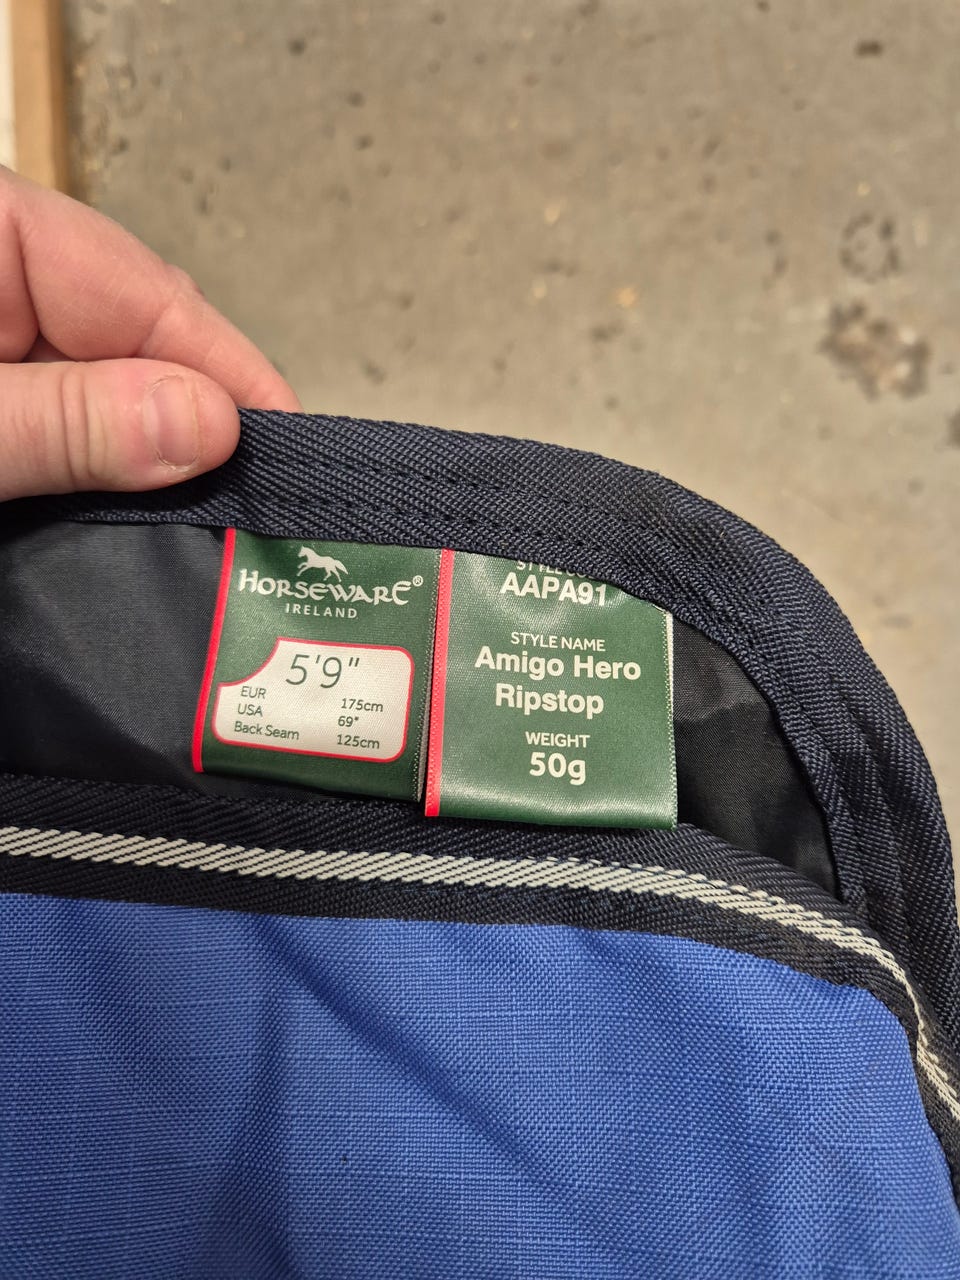 HORSEWARE®
IRELAND
5'9"
EUR 175cm
USA 69"
Back Seam 125cm
AAPA91
STYLE NAME
Amigo Hero
Ripstop
WEIGHT
50g